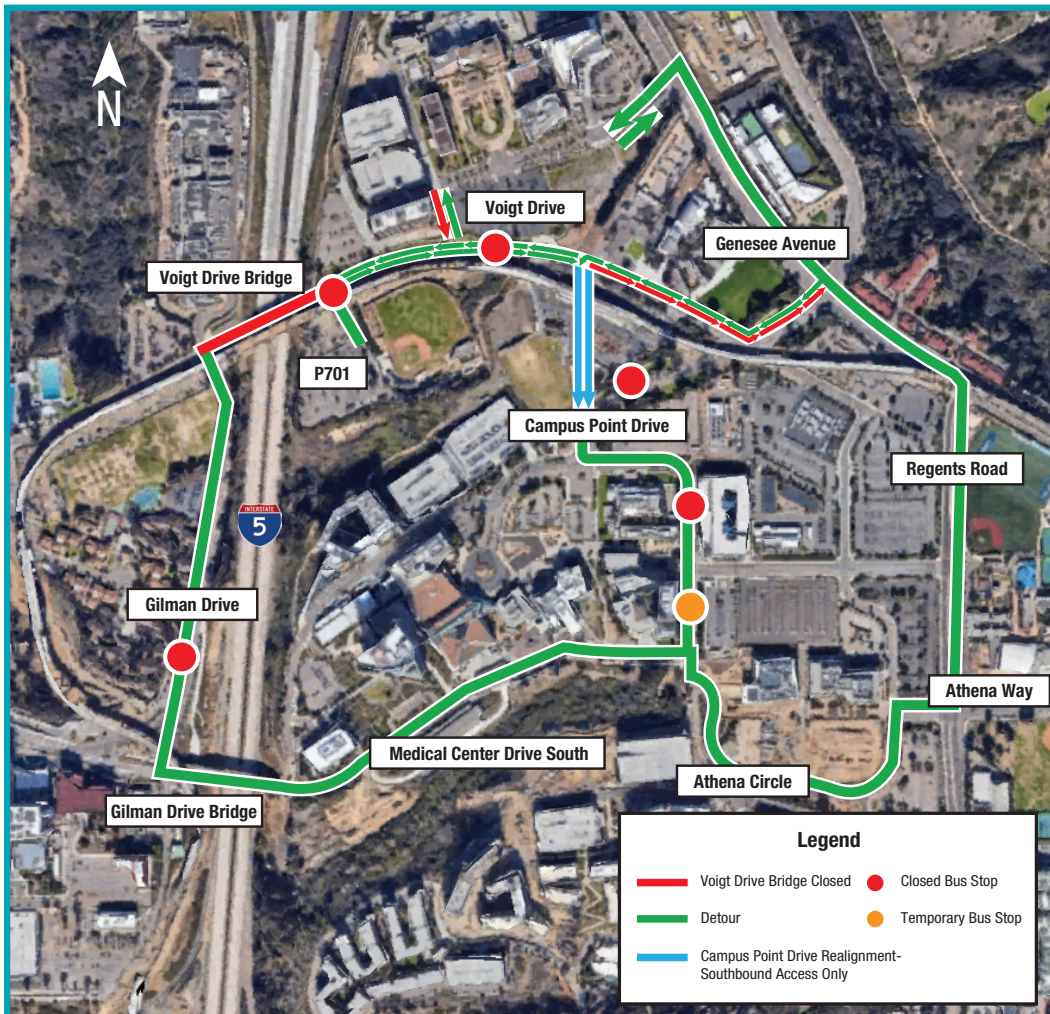 N
Voigt Drive
Genesee Avenue
Voigt Drive Bridge
P701
Campus Point Drive
Regents Road
INTERSTATE
5
Gilman Drive
Athena Way
Medical Center Drive South
Athena Circle
Gilman Drive Bridge
Legend
Voigt Drive Bridge Closed
Closed Bus Stop
Detour
Temporary Bus Stop
Campus Point Drive Realignment-
Southbound Access Only